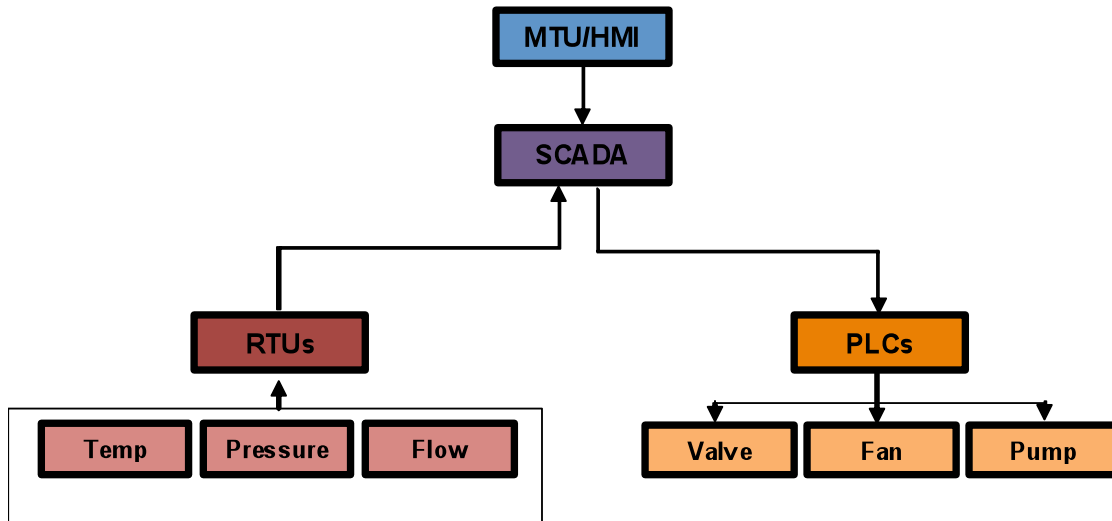 MTU/HMI
SCADA
RTUs
PLCs
Temp
Pressure
Flow
Valve
Fan
Pump